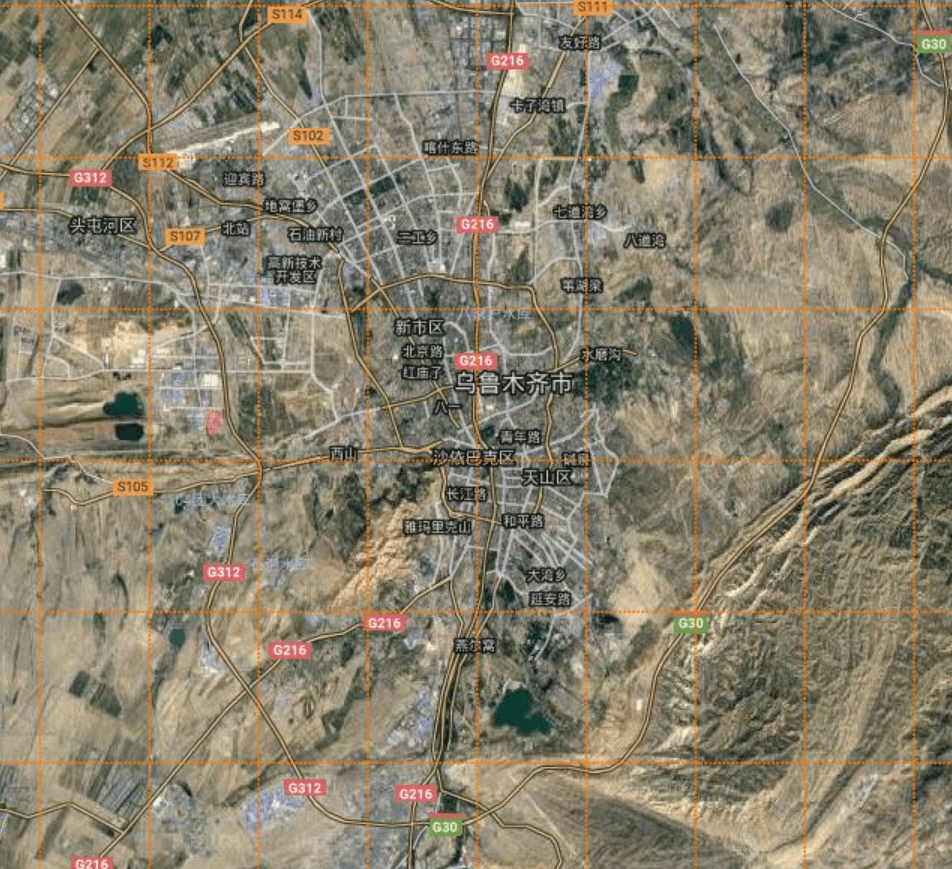 S114
S111
友好路
G30
G216
卡子湾镇
S102
喀什东路
S112
G312
迎宾路
地窝堡乡
七道湾乡
G216
头屯河区
北站
石油新村
二工乡
八道湾
S107
高新技术
开发区
苇湖梁
新市区
北京路
水磨沟
G216
红庙子
乌鲁木齐市
八一
青年路
西山
沙依巴克区
碱泉
天山区
S105
长江路
雅玛里克山
和平路
G312
大湾乡
延安路
G216
G30
燕尔窝
G216
G312
G216
G30
G216